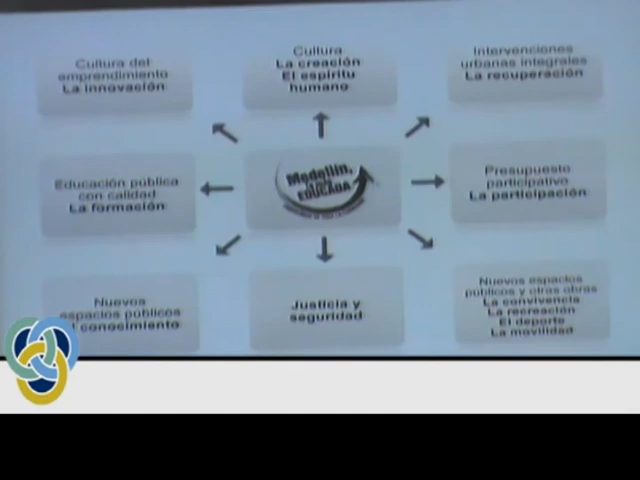 Cultura del
emprendimiento
La innovación
Cultura
La creación
El espíritu
humano
Intervenciones
urbanas integrales
La recuperación
Educación pública
con calidad
La formación
Medellín,
EDUCADA
Presupuesto
participativo
La participación
Nuevos
espacios públicos
conocimiento
Justicia y
seguridad
Nuevos espacios
públicos y otras obras
La convivencia
La recreación
El deporte
La movilidad